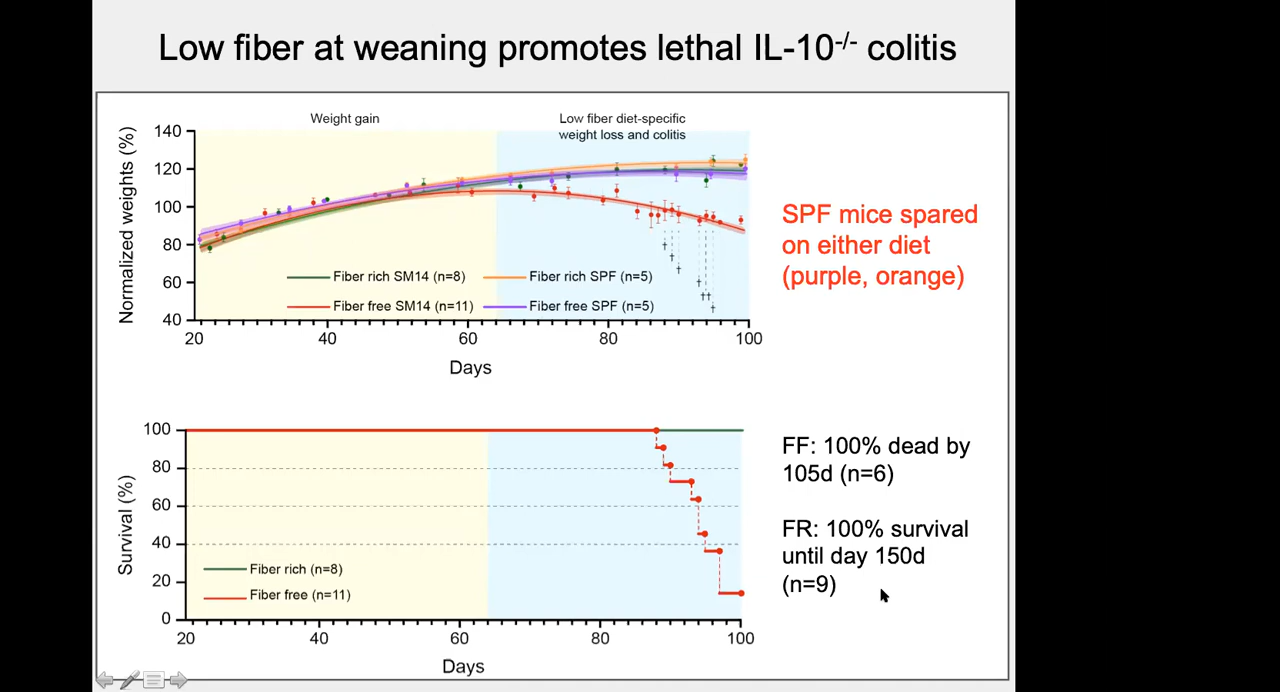 Low fiber at weaning promotes lethal IL-10-/- colitis
Weight gain
Low fiber diet-specific
weight loss and colitis
Normalized weights (%)
140
120
100
80
60
40
† † † † † † †
Fiber rich SM14 (n=8)
Fiber rich SPF (n=5)
Fiber free SM14 (n=11)
Fiber free SPF (n=5)
20 40 60 80 100
Days
SPF mice spared
on either diet
(purple, orange)
Survival (%)
100
80
60
40
20
0
Fiber rich (n=8)
Fiber free (n=11)
20 40 60 80 100
Days
FF: 100% dead by
105d (n=6)
FR: 100% survival
until day 150d
(n=9)